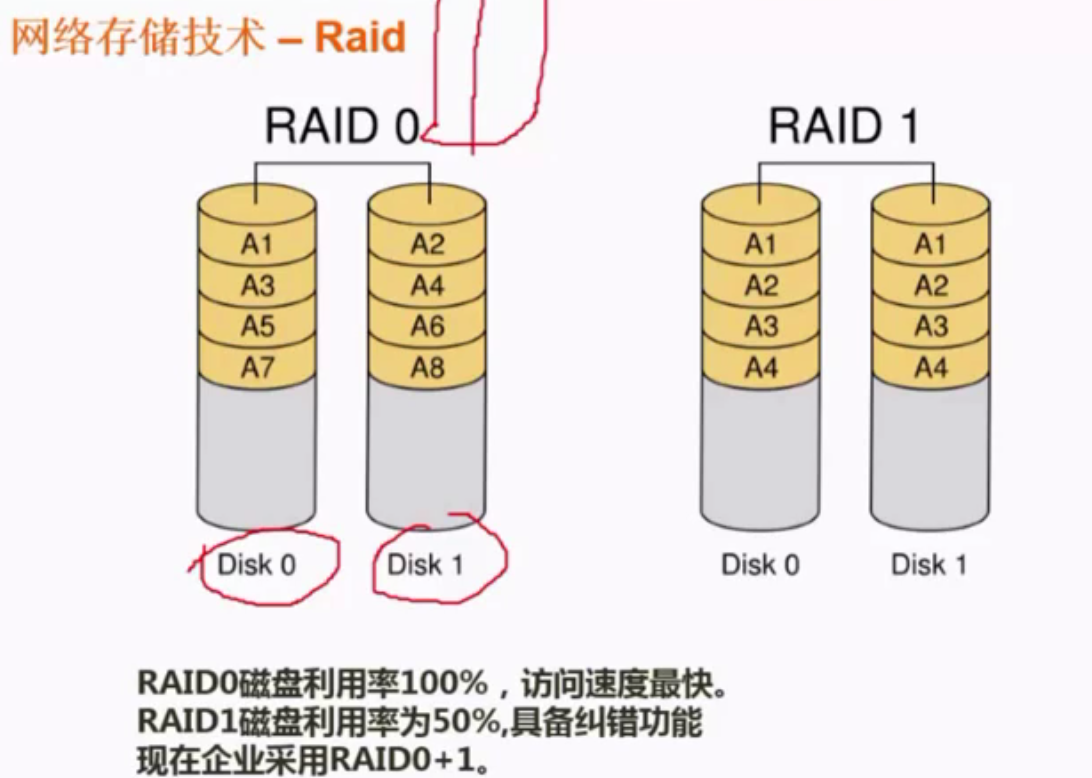 网络存储技术 – Raid
RAID 0
RAID 1
A1
A3
A5
A7
A2
A4
A6
A8
A1
A2
A3
A4
A1
A2
A3
A4
Disk 0
Disk 1
Disk 0
Disk 1
RAID0磁盘利用率100%，访问速度最快。
RAID1磁盘利用率为50%,具备纠错功能
现在企业采用RAID0+1。